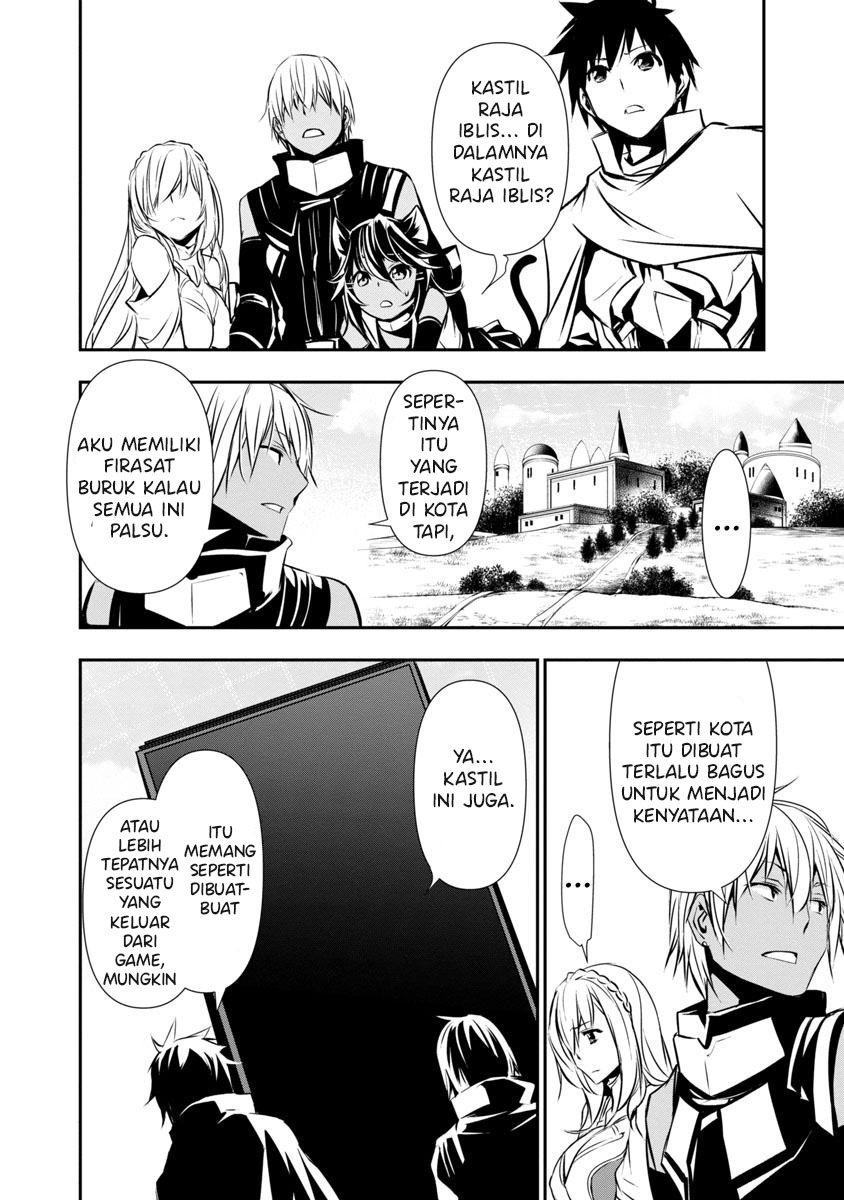 KASTIL
RAJA
IBLIS... DI
DALAMNYA
KASTIL
RAJA IBLIS?
...
SEPER-
TINYA
ITU
YANG
TERJADI
DI KOTA
TAPI,
AKU MEMILIKI
FIRASAT
BURUK KALAU
SEMUA INI
PALSU.
SEPERTI KOTA
ITU DIBUAT
TERLALU BAGUS
UNTUK MENJADI
KENYATAAN...
...
YA...
KASTIL
INI JUGA.
ITU
MEMANG
SEPERTI
DIBUAT-
BUAT
ATAU
LEBIH
TEPATNYA
SESUATU
YANG
KELUAR
DARI
GAME,
MUNGKIN